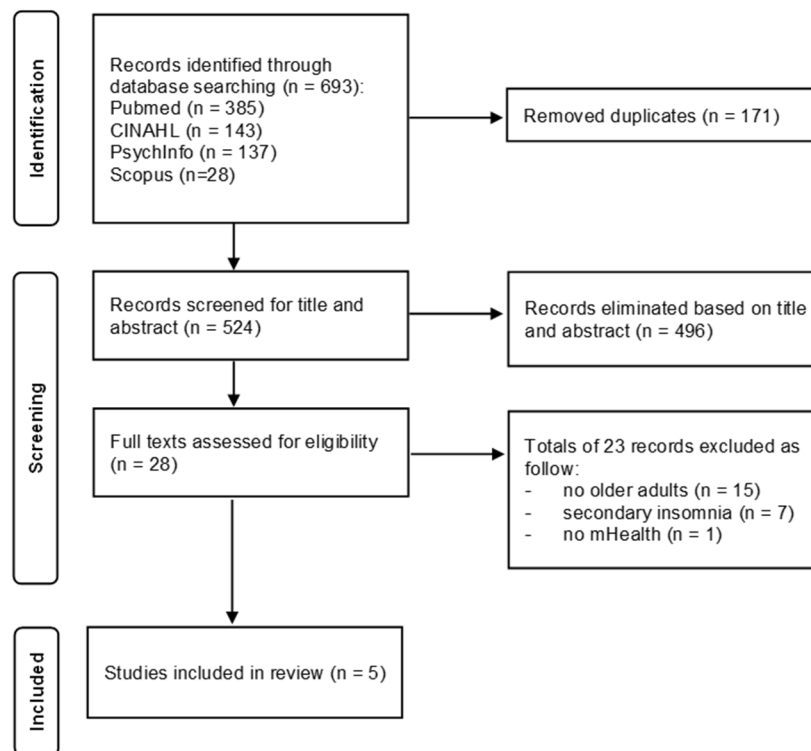 Identification
Records identified through
database searching (n = 693):
Pubmed (n = 385)
CINAHL (n = 143)
PsychInfo (n = 137)
Scopus (n=28)
Removed duplicates (n = 171)
Screening
Records screened for title and
abstract (n = 524)
Records eliminated based on title
and abstract (n = 496)
Full texts assessed for eligibility
(n = 28)
Totals of 23 records excluded as
follow:
- no older adults (n = 15)
- secondary insomnia (n = 7)
- no mHealth (n = 1)
Included
Studies included in review (n = 5)